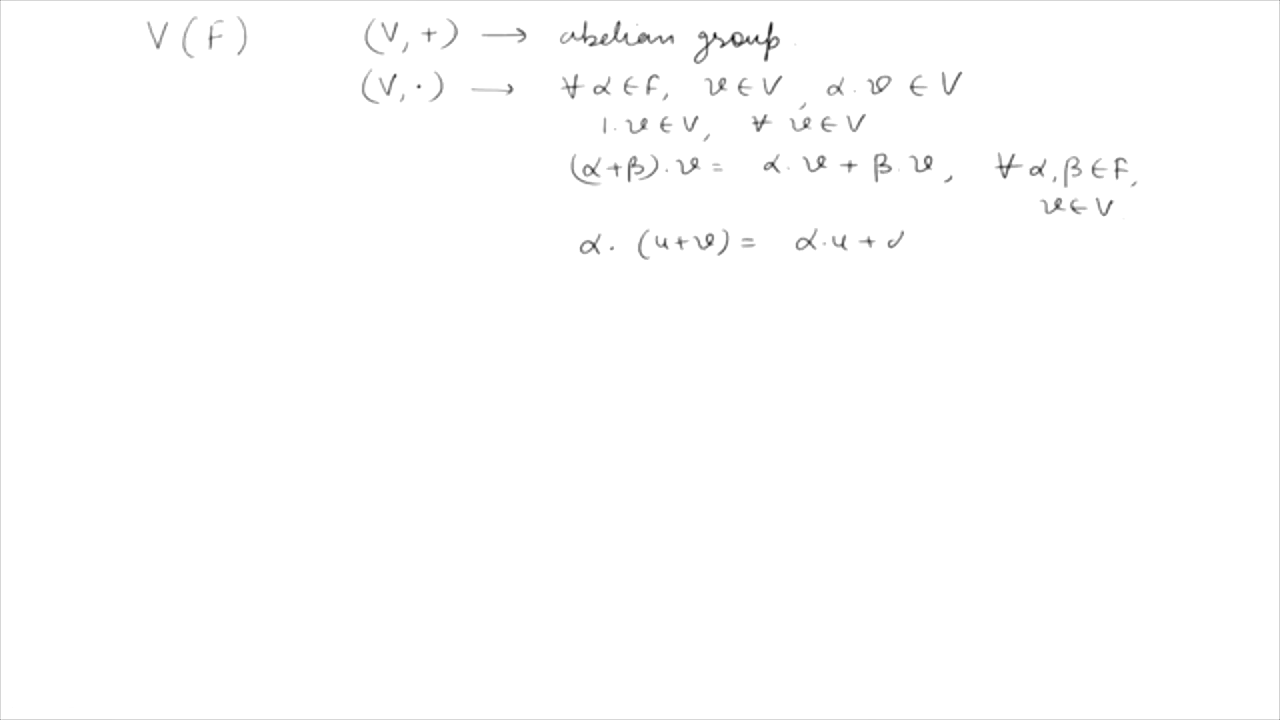 V(F) (V, +) → abelian group
(V, ·) → ∀ α ∈ F, v ∈ V, α.v ∈ V
1.v ∈ V, ∀ v ∈ V
(α+β).v = α.v + β.v, ∀ α, β ∈ F,
v ∈ V
α. (u+v) = α.u +